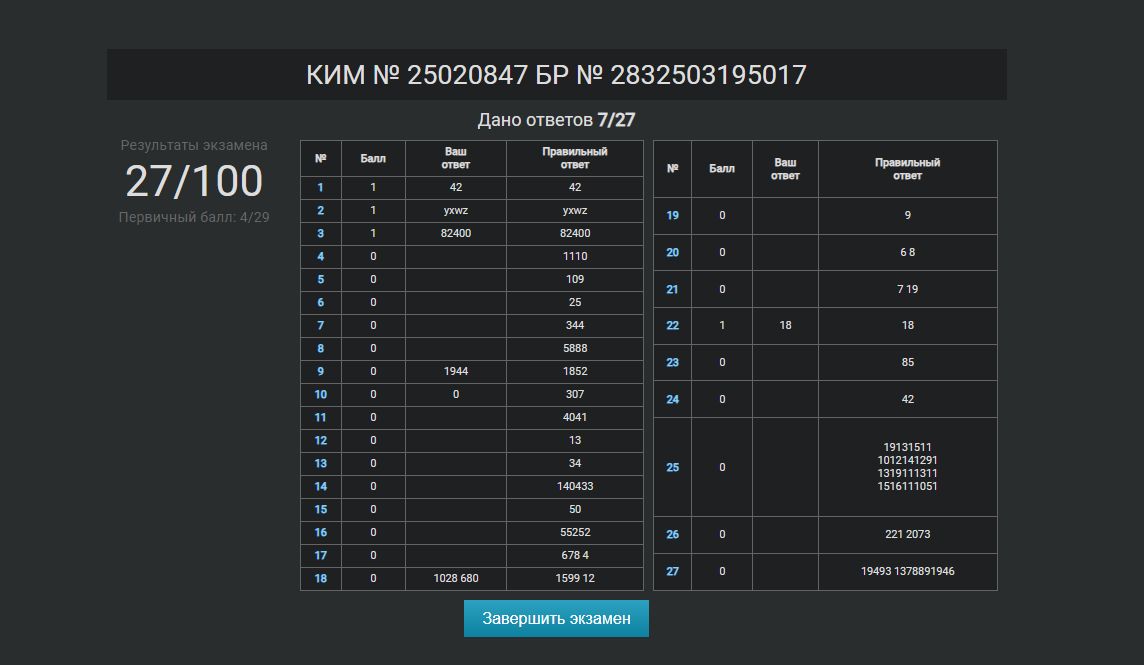 КИМ № 25020847 БР № 2832503195017
Дано ответов 7/27
Результаты экзамена
27/100
Первичный балл: 4/29
№ Балл Ваш ответ Правильный ответ
1 1 42 42
2 1 yxwz yxwz
3 1 82400 82400
4 0 1110
5 0 109
6 0 25
7 0 344
8 0 5888
9 0 1944 1852
10 0 0 307
11 0 4041
12 0 13
13 0 34
14 0 140433
15 0 50
16 0 55252
17 0 678 4
18 0 1028 680 1599 12
№ Балл Ваш ответ Правильный ответ
19 0 9
20 0 6 8
21 0 7 19
22 1 18 18
23 0 85
24 0 42
25 0 19131511
1012141291
1319111311
1516111051
26 0 221 2073
27 0 19493 1378891946
Завершить экзамен